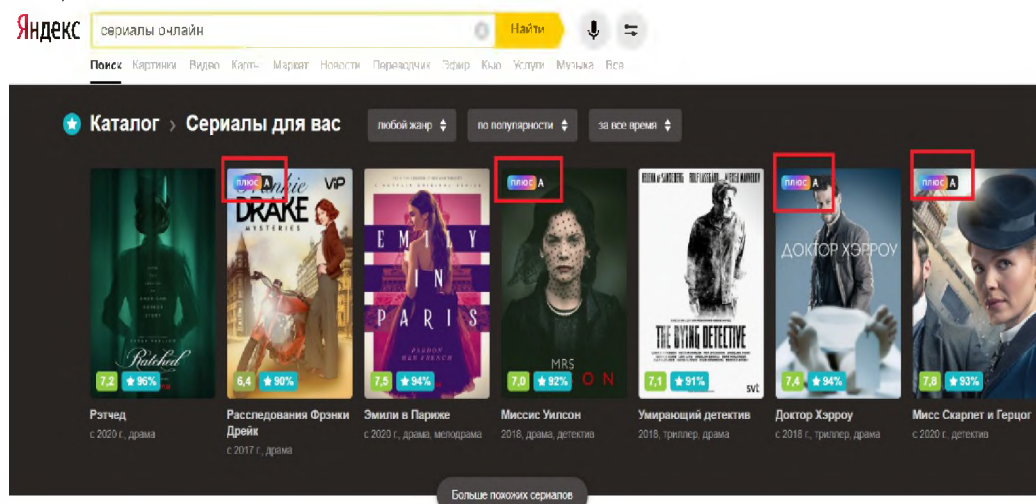 Яндекс
сериалы онлайн
Найти
Поиск Картинки Видео Карты Маркет Новости Переводчик Эфир Кью Услуги Музыка Все
Каталог › Сериалы для вас
любой жанр
по популярности
за все время
Ratched
7,2 ★ 96%
Рэтчед
с 2020 г., драма
плюс А
Frankie
DRAKE
MYSTERIES
VIP
6,4 ★ 90%
Расследования Фрэнки
Дрейк
с 2017 г., драма
EMILY
IN
PARIS
7,5 ★ 94%
Эмили в Париже
с 2020 г., драма, мелодрама
плюс А
MRS
ON
7,0 ★ 92%
Миссис Уилсон
2018, драма, детектив
THE DYING DETECTIVE
svt
7,1 ★ 91%
Умирающий детектив
2018, триллер, драма
плюс А
ДОКТОР ХЭРРОУ
7,4 ★ 94%
Доктор Хэрроу
с 2018 г., триллер, драма
плюс А
7,8 ★ 93%
Мисс Скарлет и Герцог
с 2020 г., детектив
Больше похожих сериалов